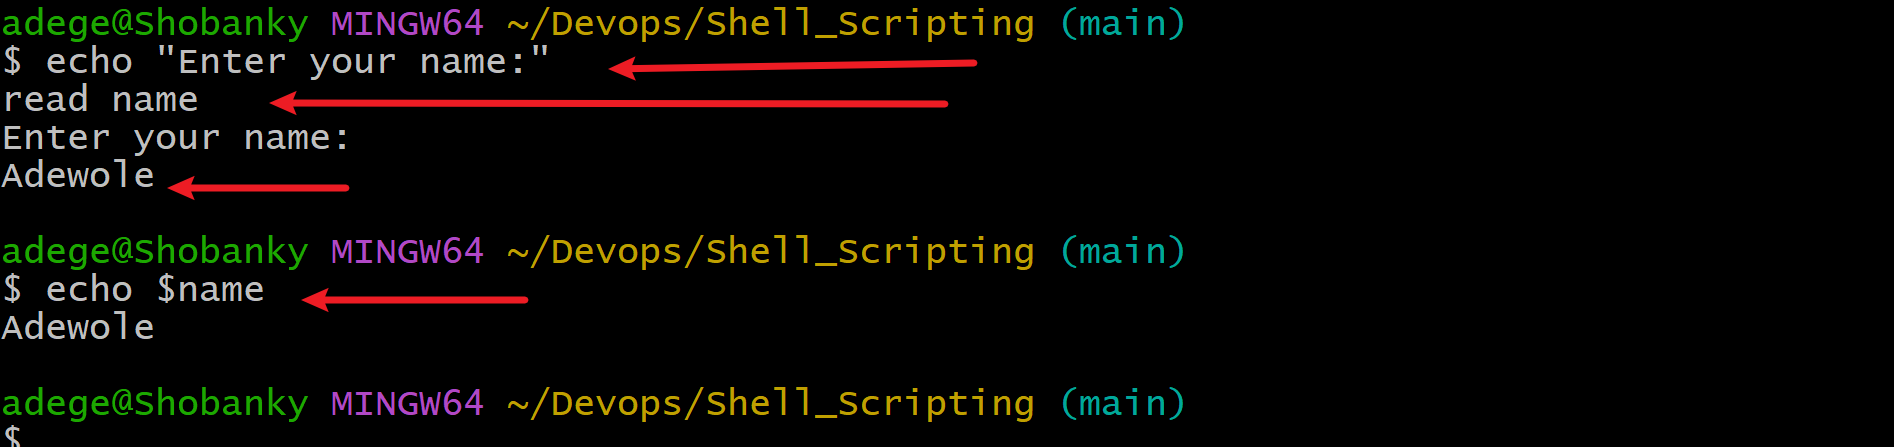 adege@Shobanky MINGW64 ~/Devops/Shell_Scripting (main)
$ echo "Enter your name:"
read name
Enter your name:
Adewole
adege@Shobanky MINGW64 ~/Devops/Shell_Scripting (main)
$ echo $name
Adewole
adege@Shobanky MINGW64 ~/Devops/Shell_Scripting (main)
$